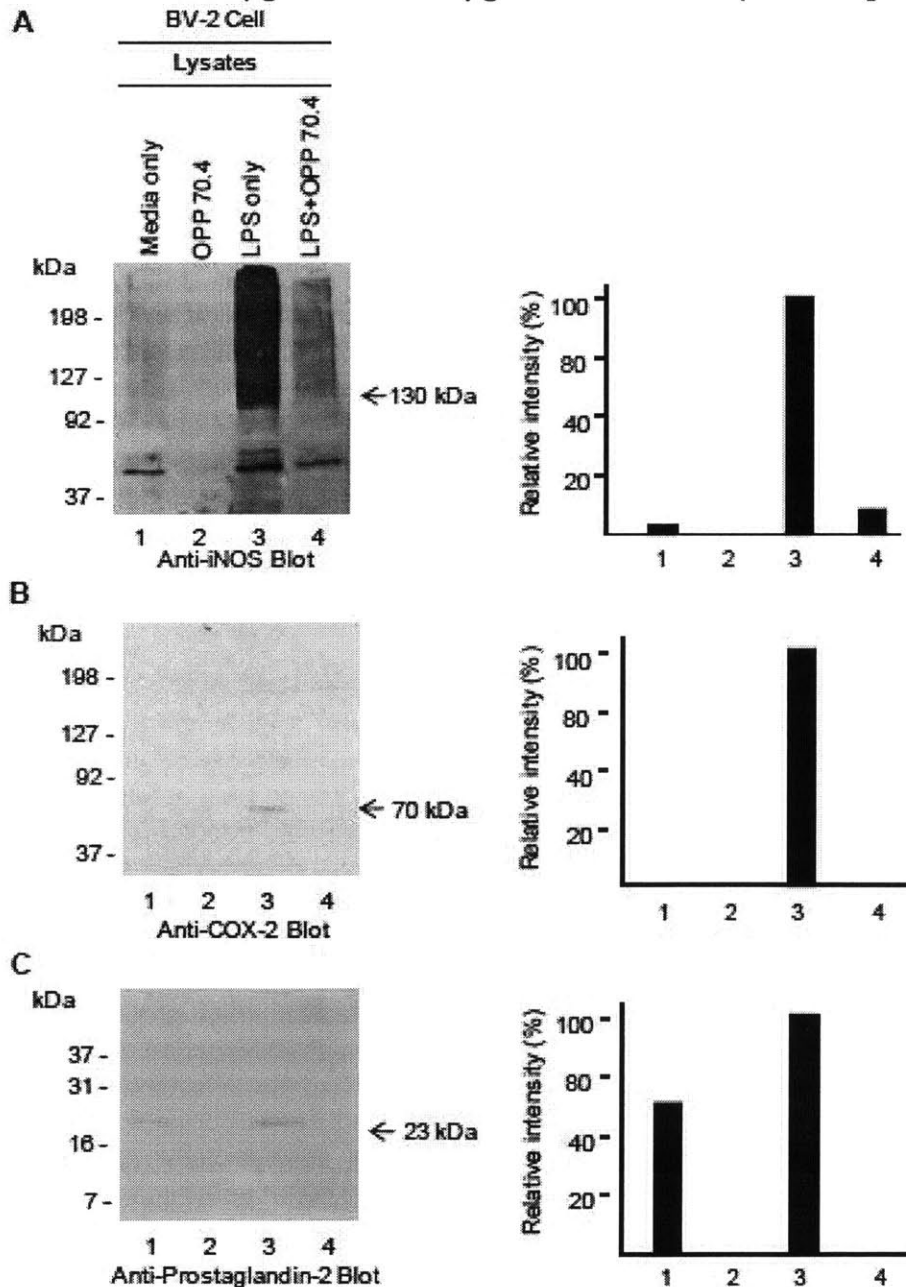 A
BV-2 Cell
Lysates
Media only
OPP 70.4
LPS only
LPS+OPP 70.4
kDa
198 -
127 -
92 -
37 -
←130 kDa
1 2 3 4
Anti-iNOS Blot
Relative intensity (%)
100
80
40
20
1 2 3 4
B
kDa
198 -
127 -
92 -
37 -
← 70 kDa
1 2 3 4
Anti-COX-2 Blot
Relative intensity (%)
100
80
40
20
1 2 3 4
C
kDa
37 -
31 -
16 -
7 -
← 23 kDa
1 2 3 4
Anti-Prostaglandin-2 Blot
Relative intensity (%)
100
80
40
20
1 2 3 4